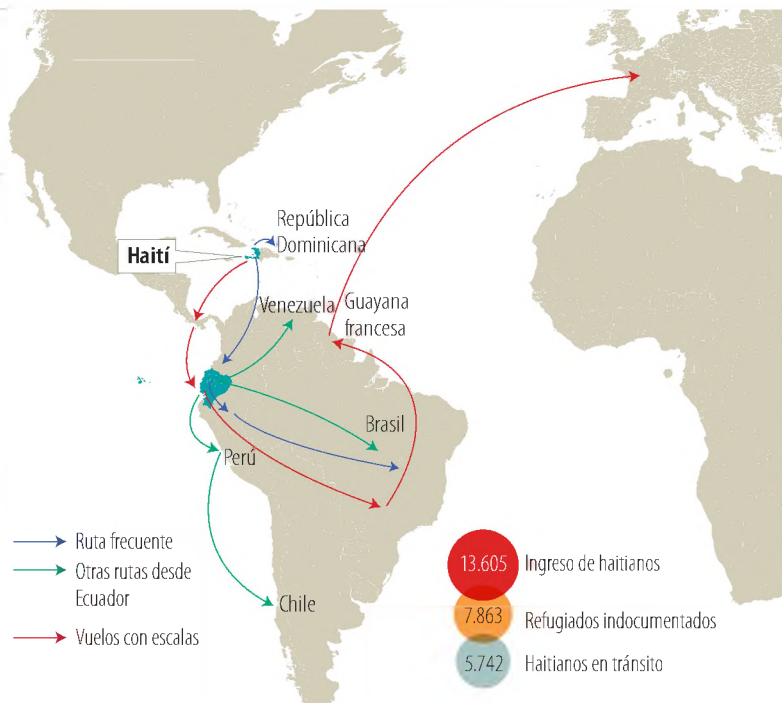 República
Dominicana
Haití
Venezuela
Guayana
francesa
Brasil
Perú
Chile
Ruta frecuente
Otras rutas desde
Ecuador
Vuelos con escalas
13.605 Ingreso de haitianos
7.863 Refugiados indocumentados
5.742 Haitianos en tránsito